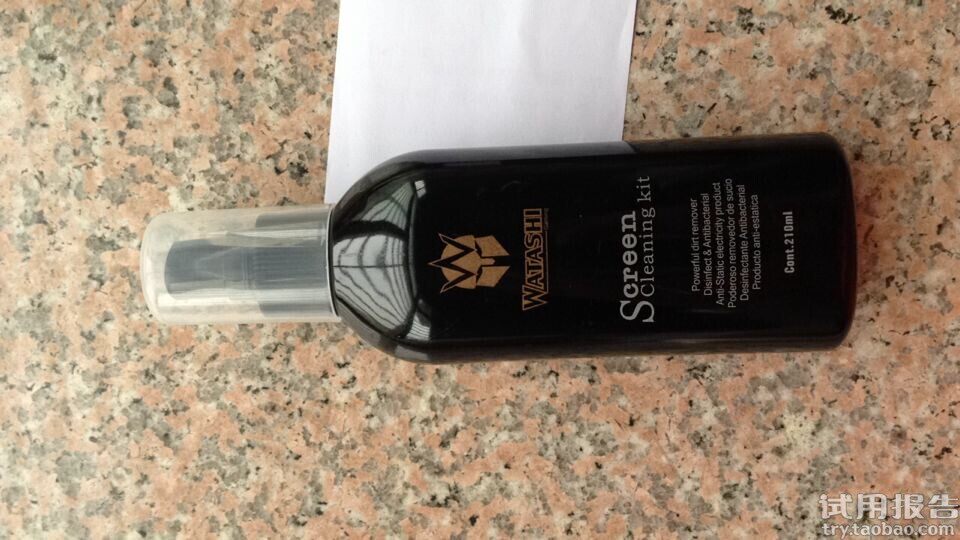 WATASHI
Screen
Cleaning kit
Powerful dirt remover
Disinfect & Antibacterial
Anti-Static electricity product
Poderoso removedor de sucio
Desinfectante Antibacterial
Producto anti-estatica
Cont.210ml
试用报告
try.taobao.com